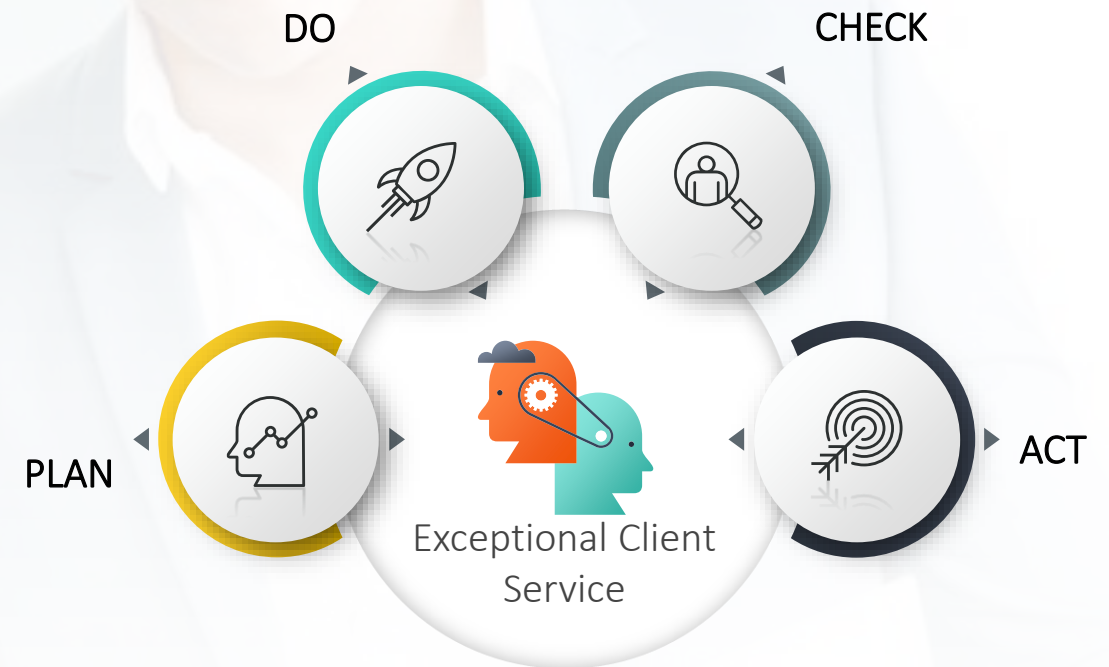 DO
CHECK
PLAN
ACT
Exceptional Client
Service